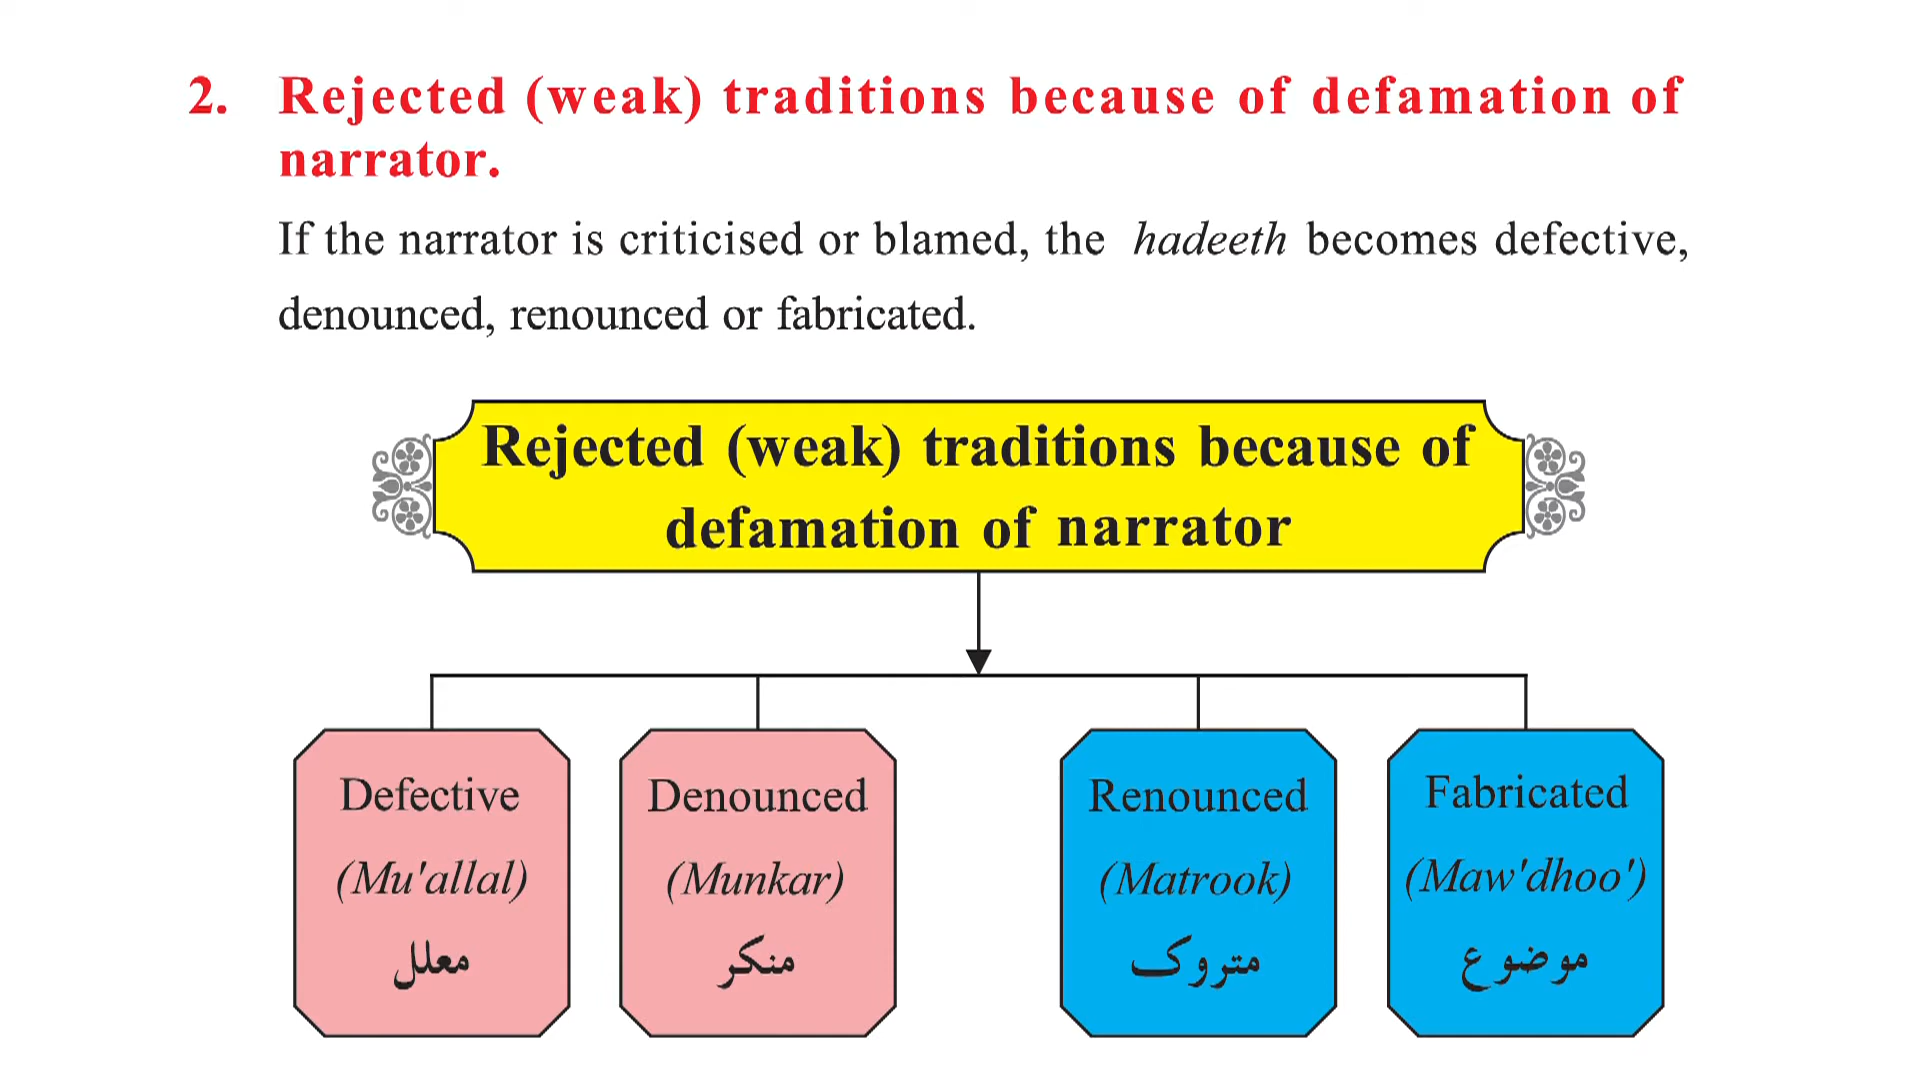 2. Rejected (weak) traditions because of defamation of
narrator.
If the narrator is criticised or blamed, the hadeeth becomes defective,
denounced, renounced or fabricated.
Rejected (weak) traditions because of
defamation of narrator
Defective
(Mu'allal)
معلل
Denounced
(Munkar)
منکر
Renounced
(Matrook)
متروک
Fabricated
(Maw'dhoo')
موضوع